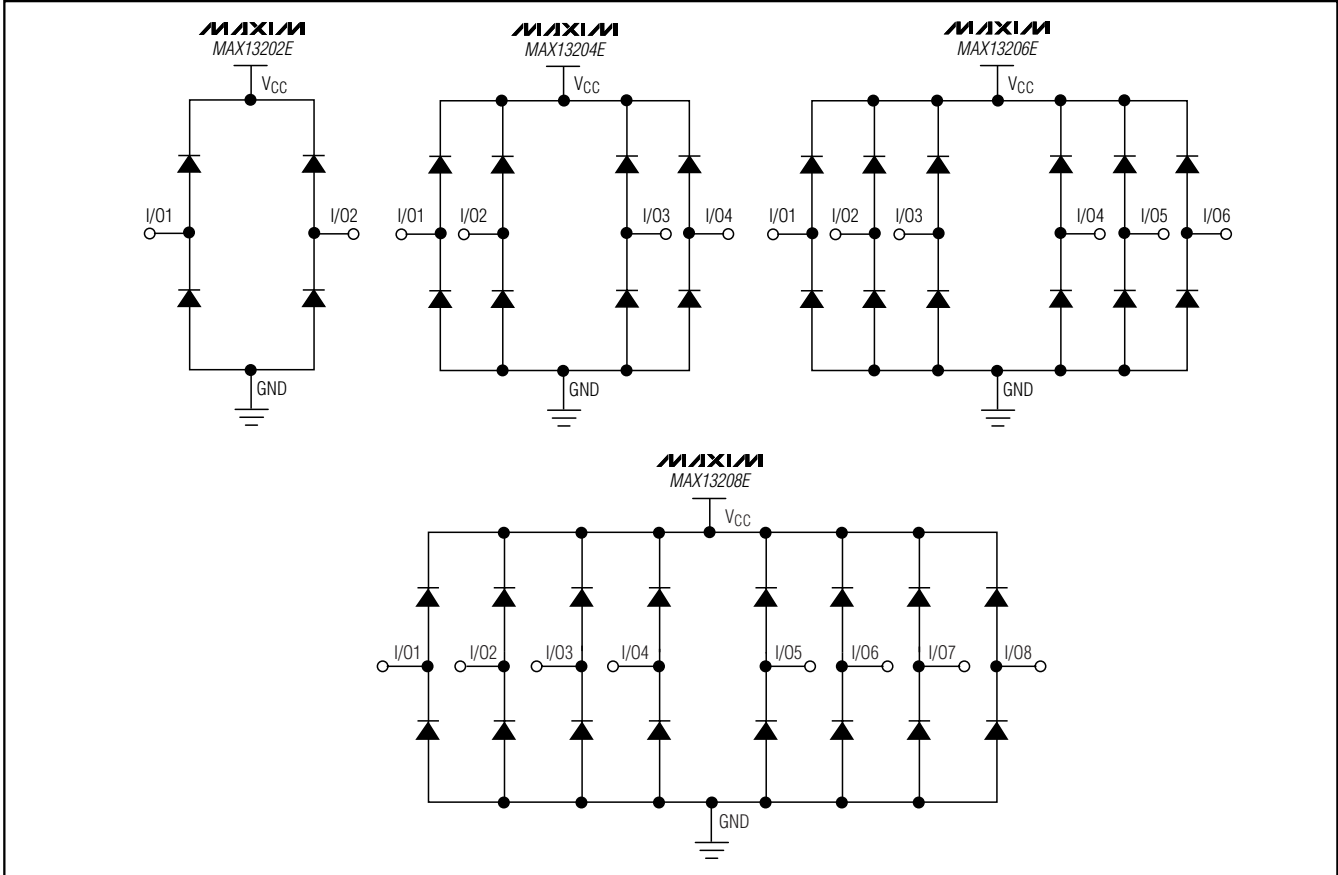 MAXIM
MAX13202E
VCC
I/O1
I/O2
GND
MAXIM
MAX13204E
VCC
I/O1
I/O2
I/O3
I/O4
GND
MAXIM
MAX13206E
VCC
I/O1
I/O2
I/O3
I/O4
I/O5
I/O6
GND
MAXIM
MAX13208E
VCC
I/O1
I/O2
I/O3
I/O4
I/O5
I/O6
I/O7
I/O8
GND